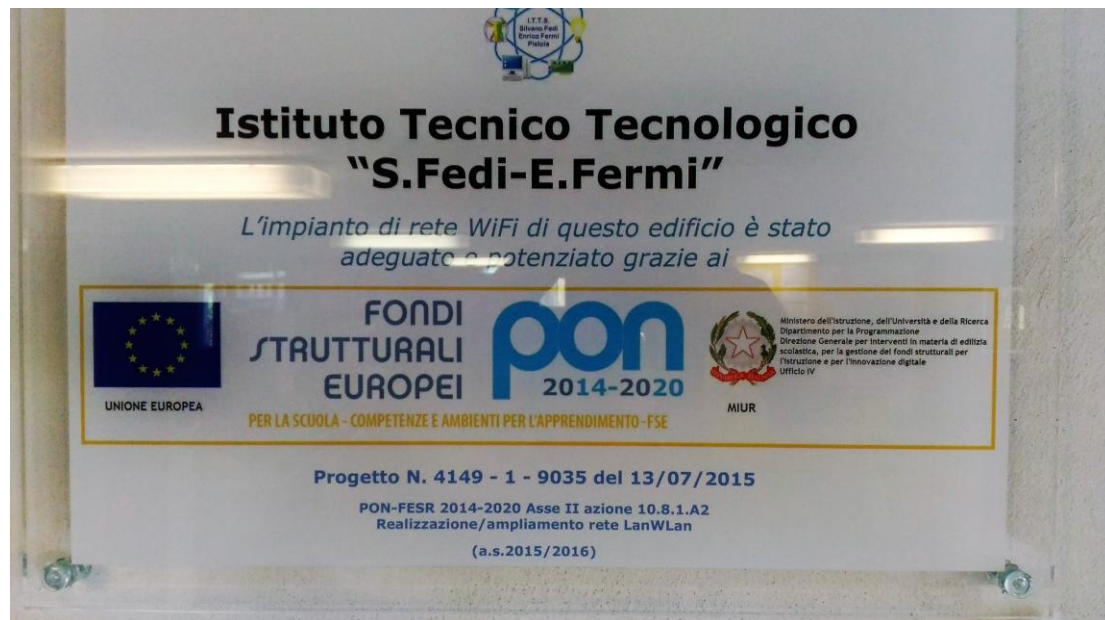 I.T.T.S.
Silvano Fedi
Enrico Fermi
Pistoia
Istituto Tecnico Tecnologico
“S.Fedi-E.Fermi”
L'impianto di rete WiFi di questo edificio è stato
adeguato e potenziato grazie ai
UNIONE EUROPEA
FONDI
STRUTTURALI
EUROPEI
pon
2014-2020
PER LA SCUOLA - COMPETENZE E AMBIENTI PER L'APPRENDIMENTO-FSE
MIUR
Ministero dell'Istruzione, dell'Università e della Ricerca
Dipartimento per la Programmazione
Direzione Generale per interventi in materia di edilizia
scolastica, per la gestione dei fondi strutturali per
l'istruzione e per l'innovazione digitale
Ufficio IV
Progetto N. 4149 - 1 - 9035 del 13/07/2015
PON-FESR 2014-2020 Asse II azione 10.8.1.A2
Realizzazione/ampliamento rete LanWLan
(a.s.2015/2016)